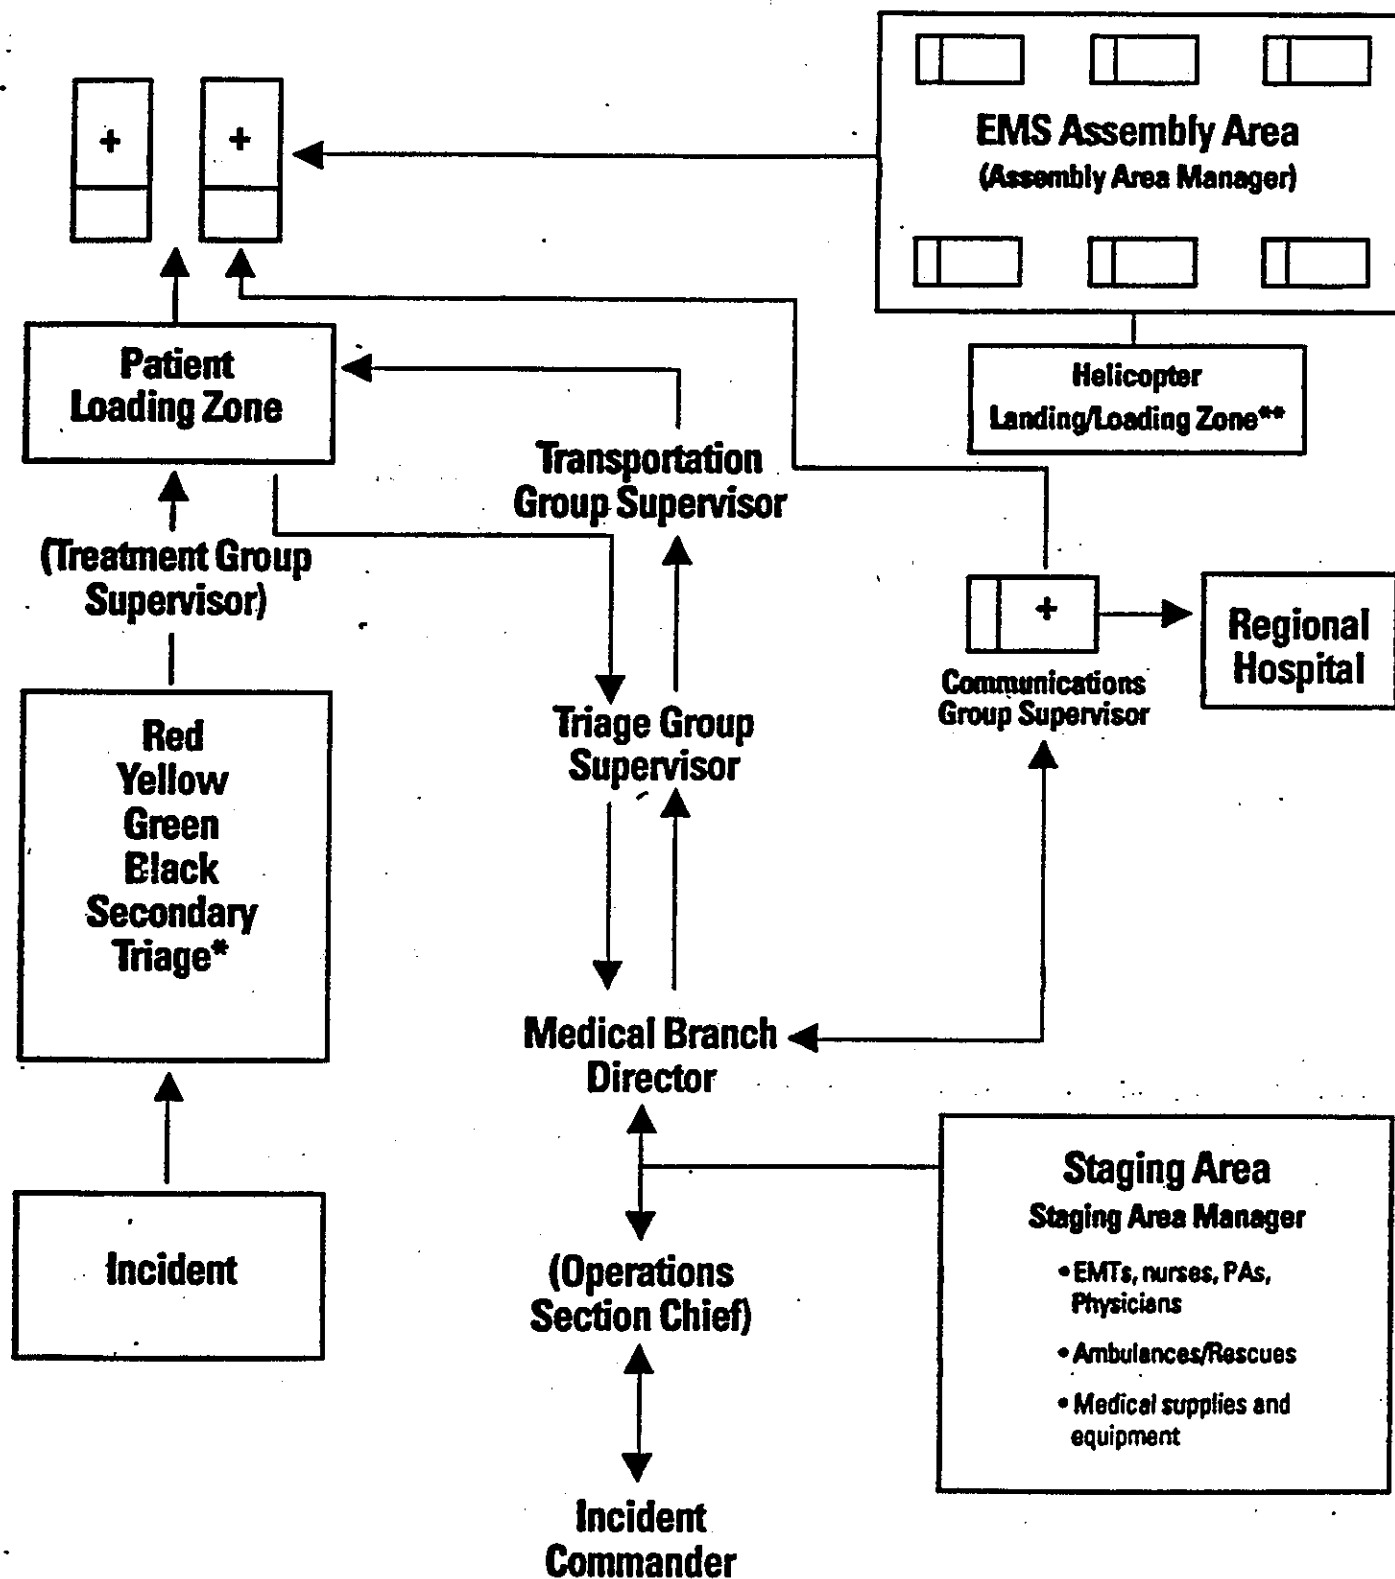 +
+
EMS Assembly Area
(Assembly Area Manager)
Patient
Loading Zone
Helicopter
Landing/Loading Zone**
Transportation
Group Supervisor
(Treatment Group
Supervisor)
+
Regional
Hospital
Communications
Group Supervisor
Red
Yellow
Green
Black
Secondary
Triage*
Triage Group
Supervisor
Medical Branch
Director
Staging Area
Staging Area Manager
• EMTs, nurses, PAs,
Physicians
• Ambulances/Rescues
• Medical supplies and
equipment
Incident
(Operations
Section Chief)
Incident
Commander